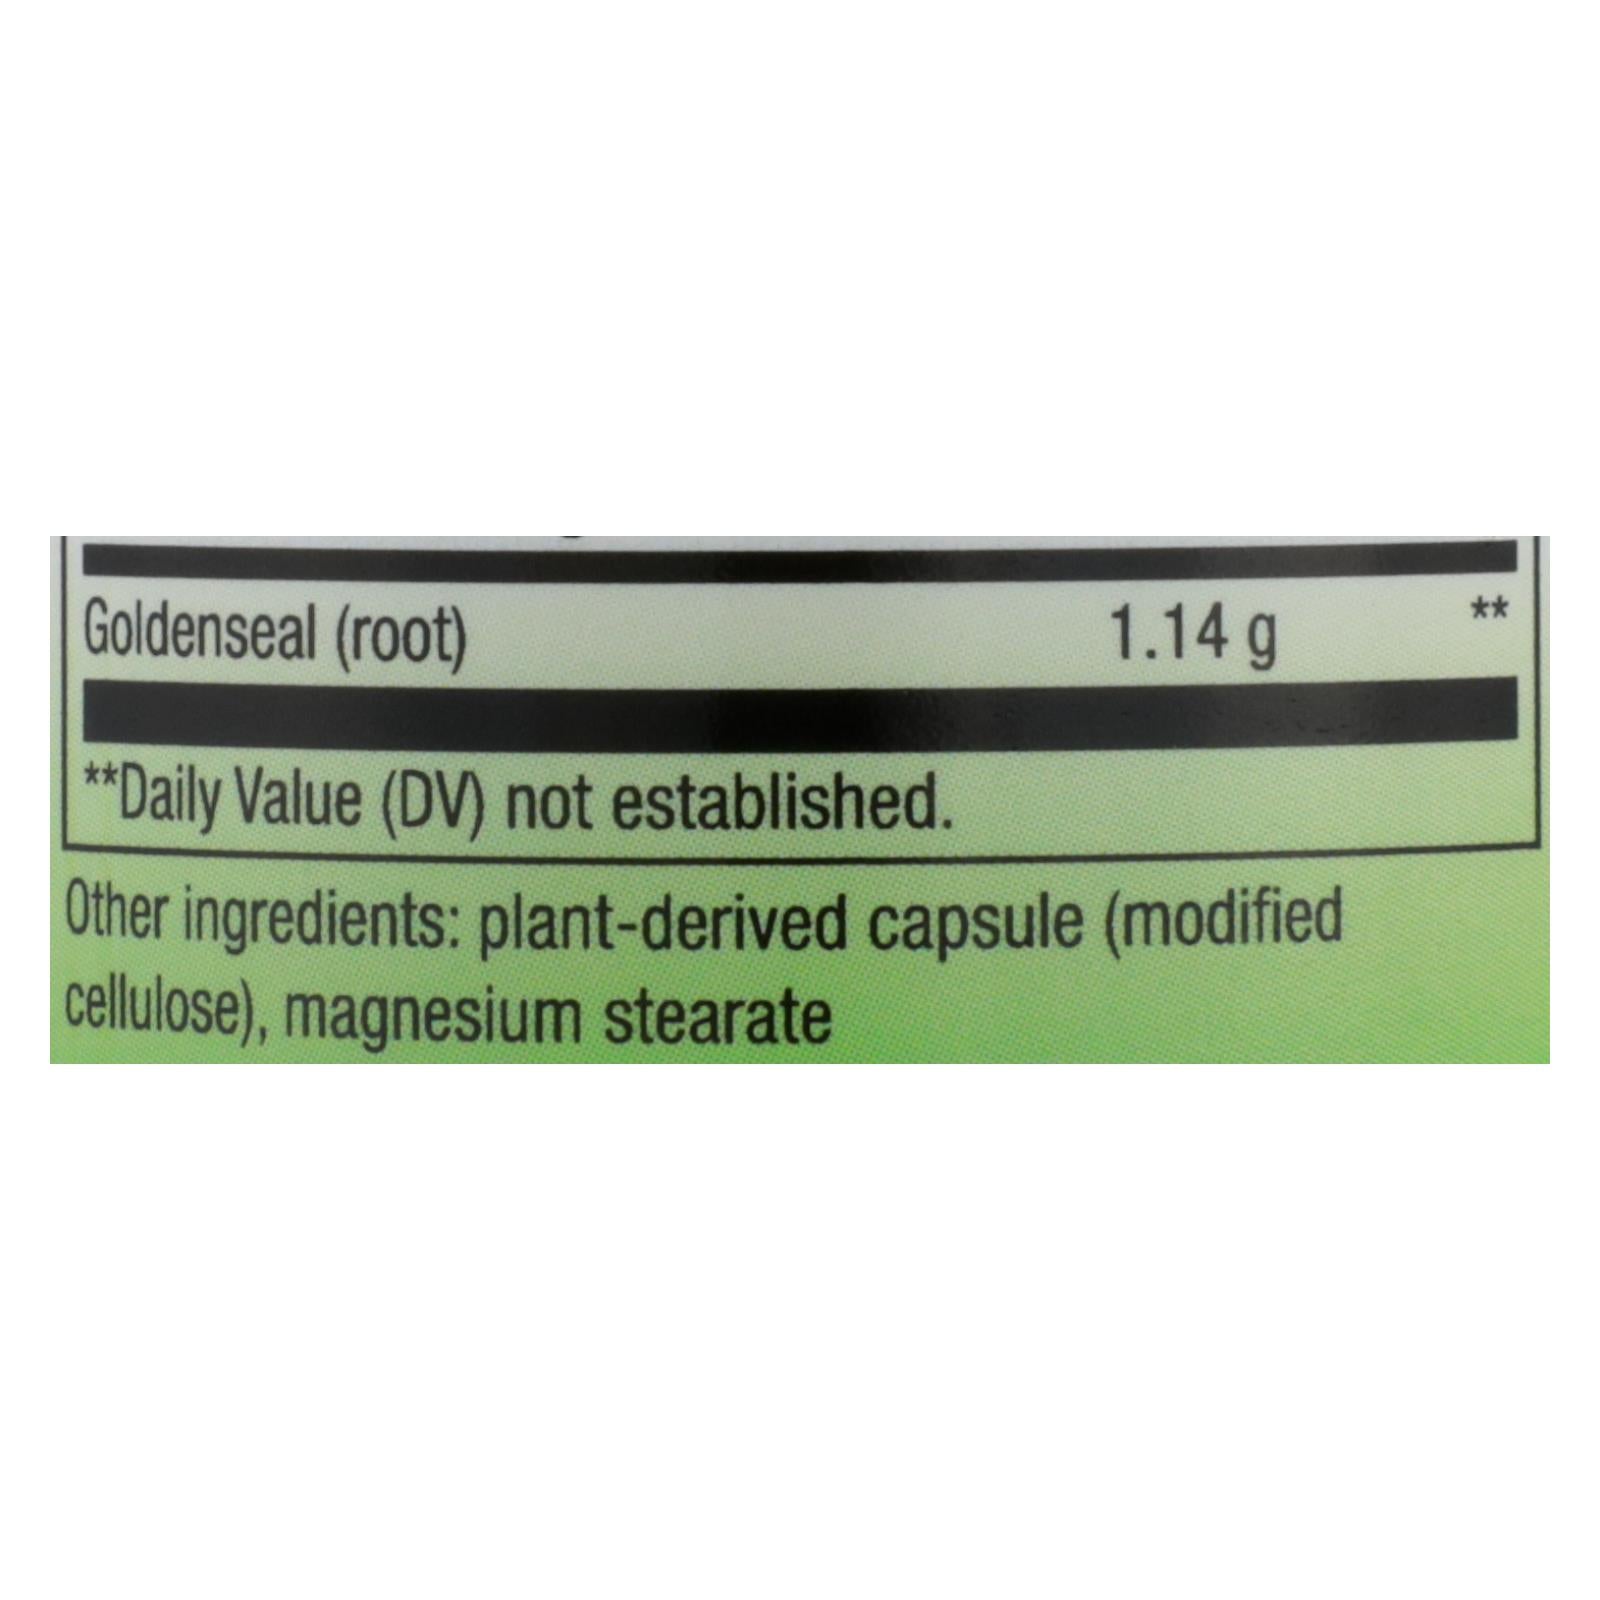 Goldenseal (root) 1.14 g **
**Daily Value (DV) not established.
Other ingredients: plant-derived capsule (modified
cellulose), magnesium stearate